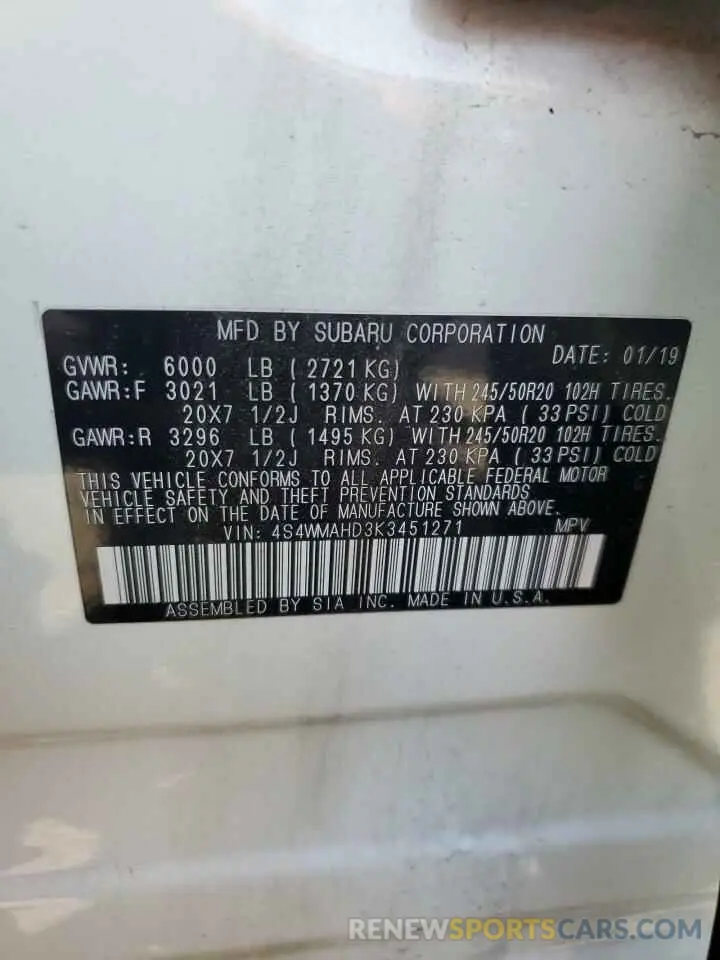 MFD BY SUBARU CORPORATION
DATE: 01/19
GVWR: 6000 LB ( 2721 KG)
GAWR:F 3021 LB ( 1370 KG) WITH 245/50R20 102H TIRES.
20X7 1/2J RIMS. AT 230 KPA ( 33 PSI) COLD
GAWR:R 3296 LB ( 1495 KG) WITH 245/50R20 102H TIRES.
20X7 1/2J RIMS. AT 230 KPA ( 33 PSI) COLD
THIS VEHICLE CONFORMS TO ALL APPLICABLE FEDERAL MOTOR
VEHICLE SAFETY AND THEFT PREVENTION STANDARDS
IN EFFECT ON THE DATE OF MANUFACTURE SHOWN ABOVE.
VIN: 4S4WMAHD3K3451271 MPV
ASSEMBLED BY SIA INC. MADE IN U.S.A.
RENEWSPORTSCARS.COM